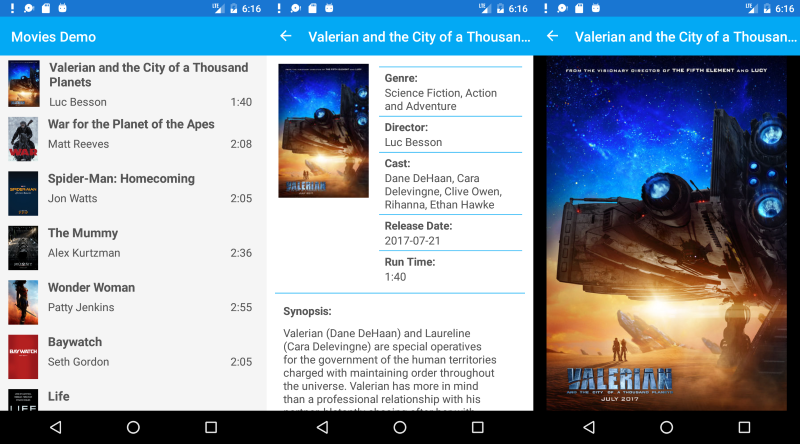 6:16
Movies Demo
Valerian and the City of a Thousand
Planets
Luc Besson 1:40
War for the Planet of the Apes
Matt Reeves 2:08
WAR
Spider-Man: Homecoming
Jon Watts 2:05
SPIDER-MAN
The Mummy
Alex Kurtzman 2:36
Wonder Woman
Patty Jenkins 2:55
Baywatch
Seth Gordon 2:05
BAYWATCH
Life
LIFE
6:16
Valerian and the City of a Thousan...
VALERIAN
Genre:
Science Fiction, Action
and Adventure
Director:
Luc Besson
Cast:
Dane DeHaan, Cara
Delevingne, Clive Owen,
Rihanna, Ethan Hawke
Release Date:
2017-07-21
Run Time:
1:40
Synopsis:
Valerian (Dane DeHaan) and Laureline
(Cara Delevingne) are special operatives
for the government of the human territories
charged with maintaining order throughout
the universe. Valerian has more in mind
than a professional relationship with his
6:16
Valerian and the City of a Thousan...
FROM THE VISIONARY DIRECTOR OF THE FIFTH ELEMENT AND LUCY
VALERIAN
AND THE CITY OF A THOUSAND PLANETS
JULY 2017